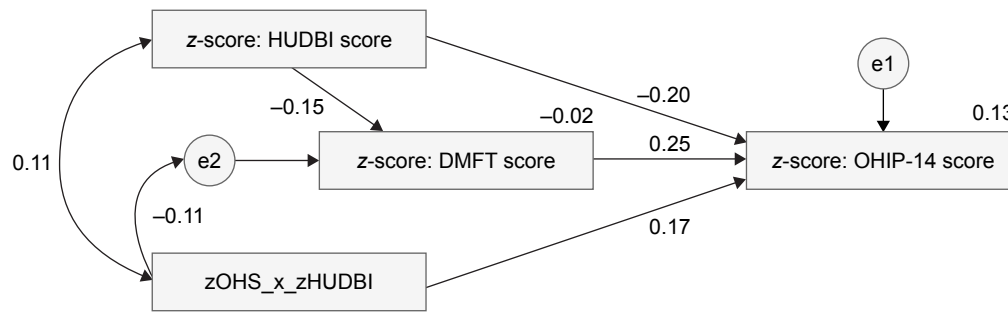 z-score: HUDBI score
e1
–0.20
–0.15
–0.02
0.13
0.11
e2
z-score: DMFT score
0.25
z-score: OHIP-14 score
–0.11
0.17
zOHS_x_zHUDBI